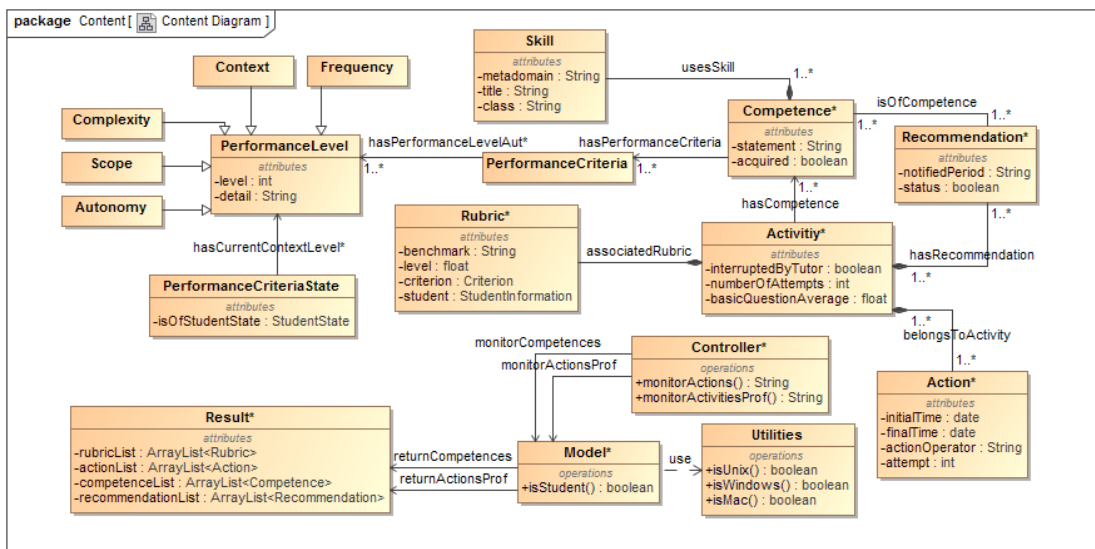 package Content [ Content Diagram ]
Skill
attributes
-metadomain : String
-title : String
-class : String
usesSkill
1..*
Context
Frequency
Complexity
Scope
Autonomy
PerformanceLevel
attributes
-level : int
-detail : String
hasPerformanceLevelAut*
1..*
PerformanceCriteria
hasPerformanceCriteria
1..*
Competence*
attributes
-statement : String
-acquired : boolean
isOfCompetence
1..*
1..*
Recommendation*
attributes
-notifiedPeriod : String
-status : boolean
1..*
1..*
hasCompetence
hasCurrentContextLevel*
PerformanceCriteriaState
attributes
-isOfStudentState : StudentState
Rubric*
attributes
-benchmark : String
-level : float
-criterion : Criterion
-student : StudentInformation
associatedRubric
Activitiy*
attributes
-interruptedByTutor : boolean
-numberOfAttempts : int
-basicQuestionAverage : float
hasRecommendation
1..*
1..*
belongsToActivity
1..*
Action*
attributes
-initialTime : date
-finalTime : date
-actionOperator : String
-attempt : int
monitorCompetences
monitorActionsProf
Controller*
operations
+monitorActions() : String
+monitorActivitiesProf() : String
Result*
attributes
-rubricList : ArrayList<Rubric>
-actionList : ArrayList<Action>
-competenceList : ArrayList<Competence>
-recommendationList : ArrayList<Recommendation>
returnCompetences
returnActionsProf
Model*
operations
+isStudent() : boolean
use
Utilities
operations
+isUnix() : boolean
+isWindows() : boolean
+isMac() : boolean